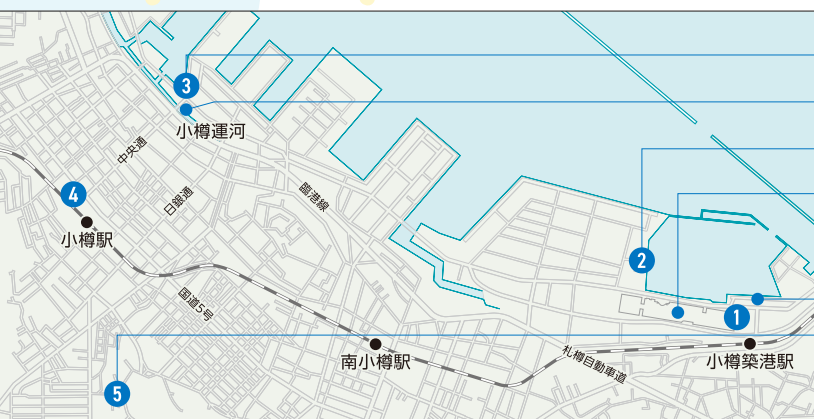 3
小樽運河
中央通
4
日銀通
臨港線
小樽駅
2
国道5号
1
南小樽駅
札樽自動車道
小樽築港駅
5